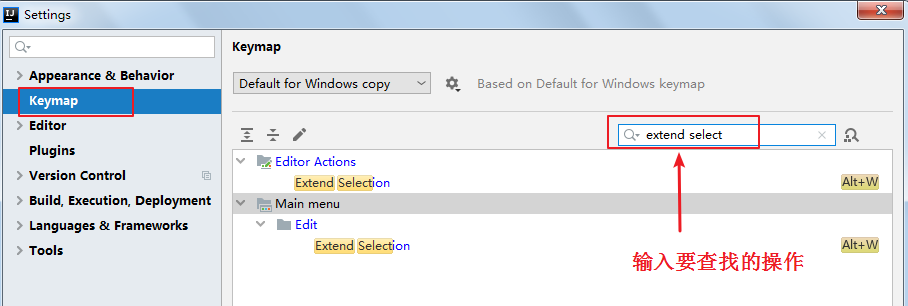 IJ Settings
Keymap
Appearance & Behavior
Keymap
Editor
Plugins
Version Control
Build, Execution, Deployment
Languages & Frameworks
Tools
Default for Windows copy
Based on Default for Windows keymap
extend select
Editor Actions
Extend Selection Alt+W
Main menu
Edit
Extend Selection Alt+W
输入要查找的操作